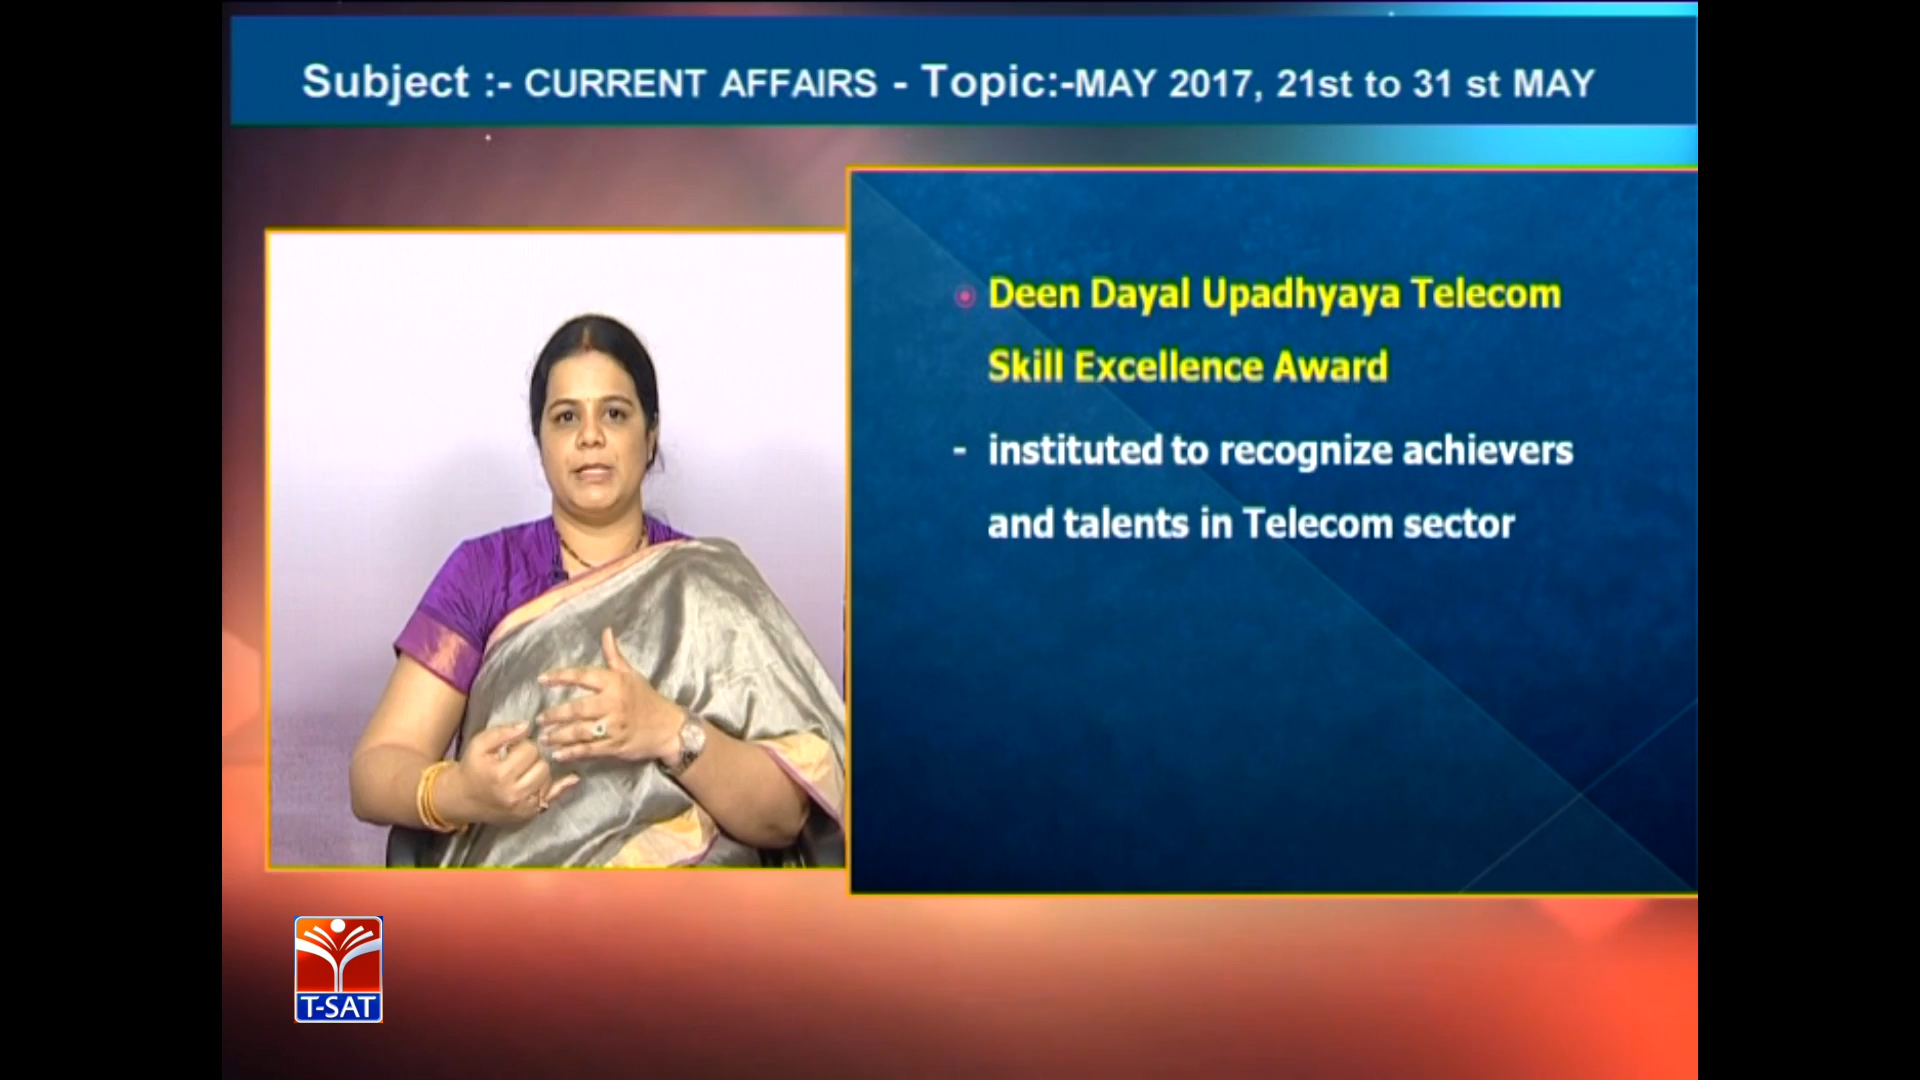 Subject :- CURRENT AFFAIRS - Topic:-MAY 2017, 21st to 31 st MAY
Deen Dayal Upadhyaya Telecom
Skill Excellence Award
- instituted to recognize achievers
and talents in Telecom sector
T-SAT